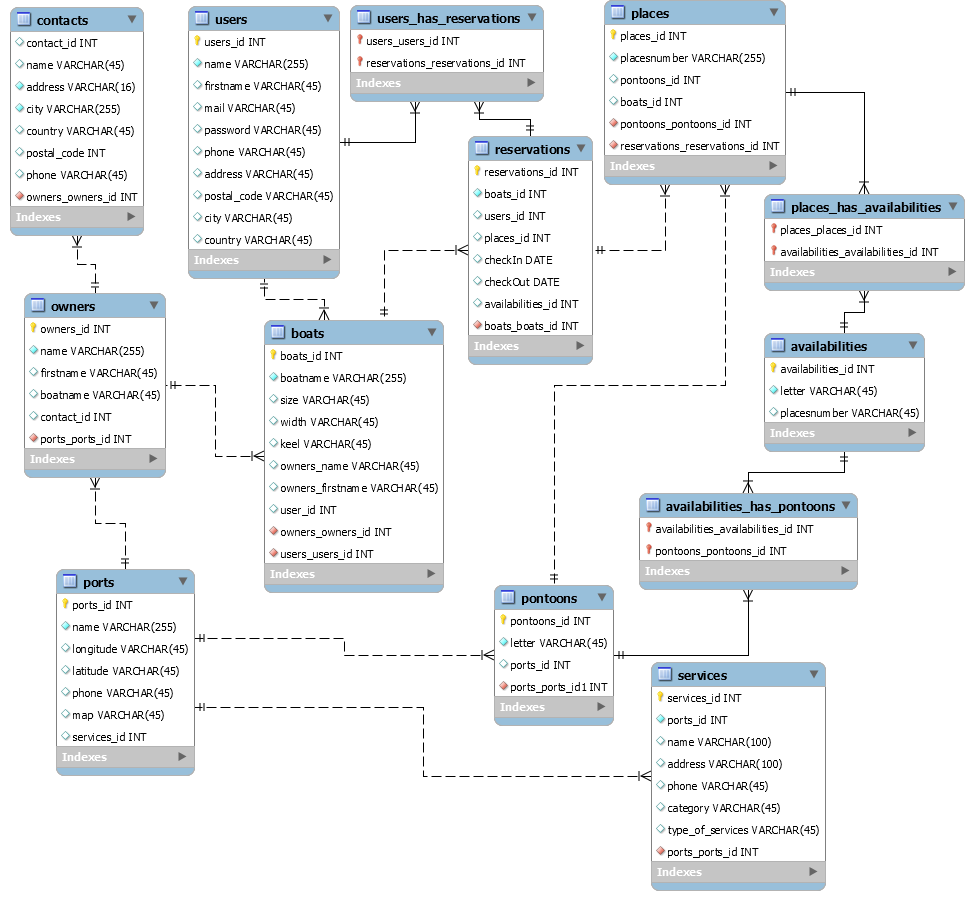 contacts
contact_id INT
name VARCHAR(45)
address VARCHAR(16)
city VARCHAR(255)
country VARCHAR(45)
postal_code INT
phone VARCHAR(45)
owners_owners_id INT
Indexes
users
users_id INT
name VARCHAR(255)
firstname VARCHAR(45)
mail VARCHAR(45)
password VARCHAR(45)
phone VARCHAR(45)
address VARCHAR(45)
postal_code VARCHAR(45)
city VARCHAR(45)
country VARCHAR(45)
Indexes
users_has_reservations
users_users_id INT
reservations_reservations_id INT
Indexes
places
places_id INT
placesnumber VARCHAR(255)
pontoons_id INT
boats_id INT
pontoons_pontoons_id INT
reservations_reservations_id INT
Indexes
reservations
reservations_id INT
boats_id INT
users_id INT
places_id INT
checkIn DATE
checkOut DATE
availabilities_id INT
boats_boats_id INT
Indexes
places_has_availabilities
places_places_id INT
availabilities_availabilities_id INT
Indexes
owners
owners_id INT
name VARCHAR(255)
firstname VARCHAR(45)
boatname VARCHAR(45)
contact_id INT
ports_ports_id INT
Indexes
boats
boats_id INT
boatname VARCHAR(255)
size VARCHAR(45)
width VARCHAR(45)
keel VARCHAR(45)
owners_name VARCHAR(45)
owners_firstname VARCHAR(45)
user_id INT
owners_owners_id INT
users_users_id INT
Indexes
availabilities
availabilities_id INT
letter VARCHAR(45)
placesnumber VARCHAR(45)
Indexes
availabilities_has_pontoons
availabilities_availabilities_id INT
pontoons_pontoons_id INT
Indexes
ports
ports_id INT
name VARCHAR(255)
longitude VARCHAR(45)
latitude VARCHAR(45)
phone VARCHAR(45)
map VARCHAR(45)
services_id INT
Indexes
pontoons
pontoons_id INT
letter VARCHAR(45)
ports_id INT
ports_ports_id1 INT
Indexes
services
services_id INT
ports_id INT
name VARCHAR(100)
address VARCHAR(100)
phone VARCHAR(45)
category VARCHAR(45)
type_of_services VARCHAR(45)
ports_ports_id INT
Indexes